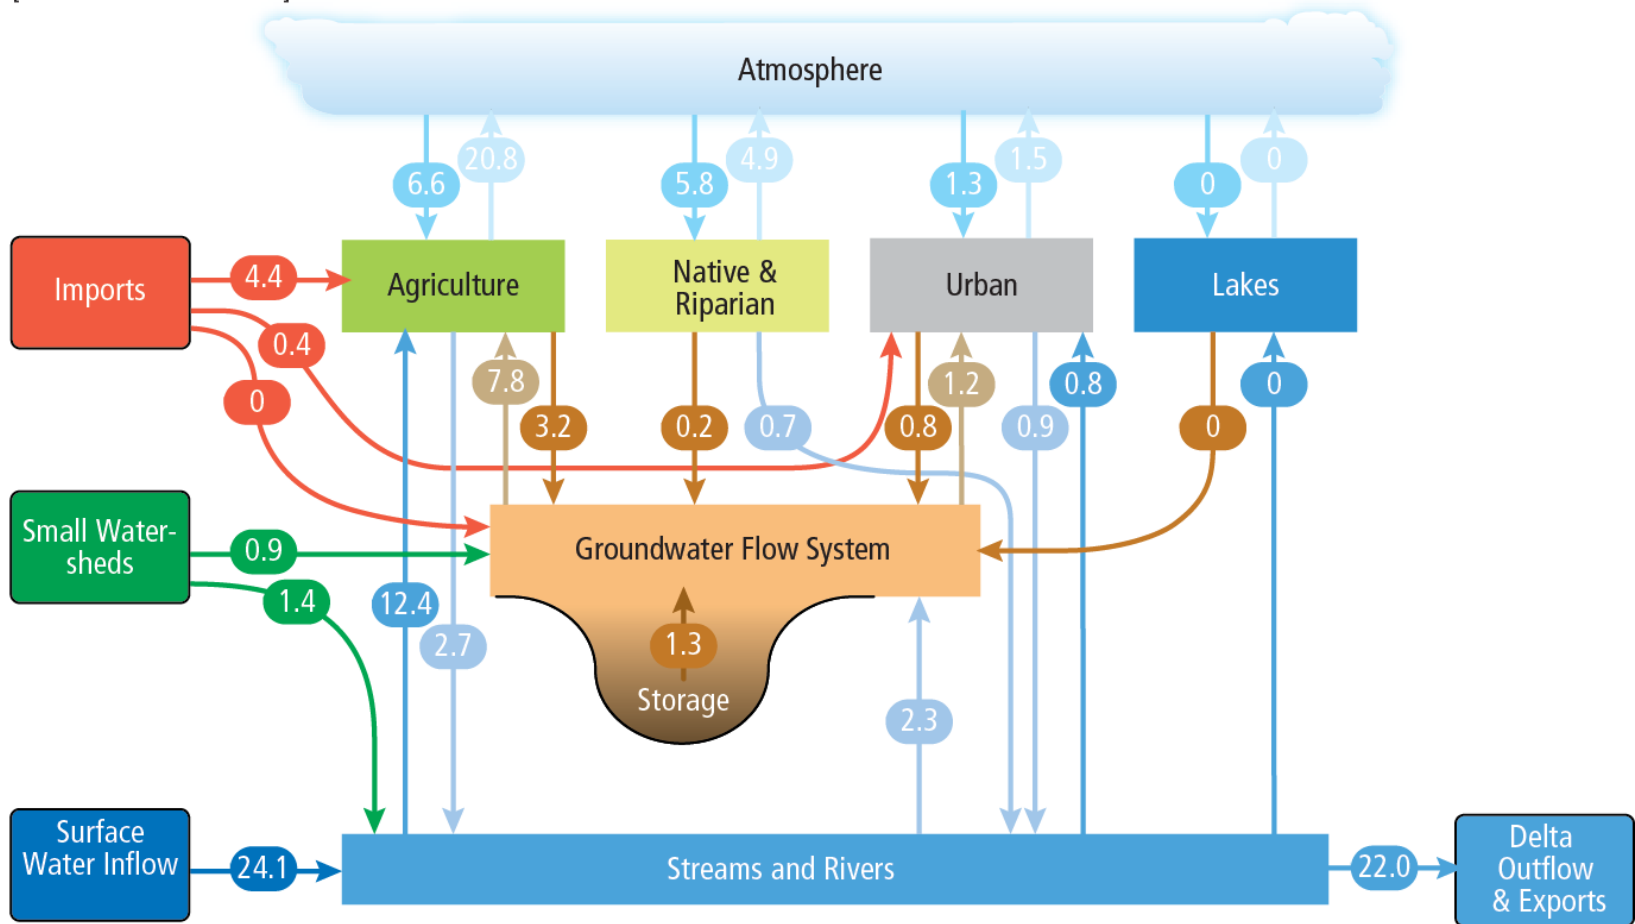 Atmosphere
20.8
4.9
1.5
0
6.6
5.8
1.3
0
Imports
4.4
Agriculture
Native &
Riparian
Urban
Lakes
0.4
0
7.8
3.2
0.2
0.7
0.8
1.2
0.9
0.8
0
0
Small Water-
sheds
0.9
Groundwater Flow System
1.4
12.4
2.7
1.3
Storage
2.3
Surface
Water Inflow
24.1
Streams and Rivers
22.0
Delta
Outflow
& Exports